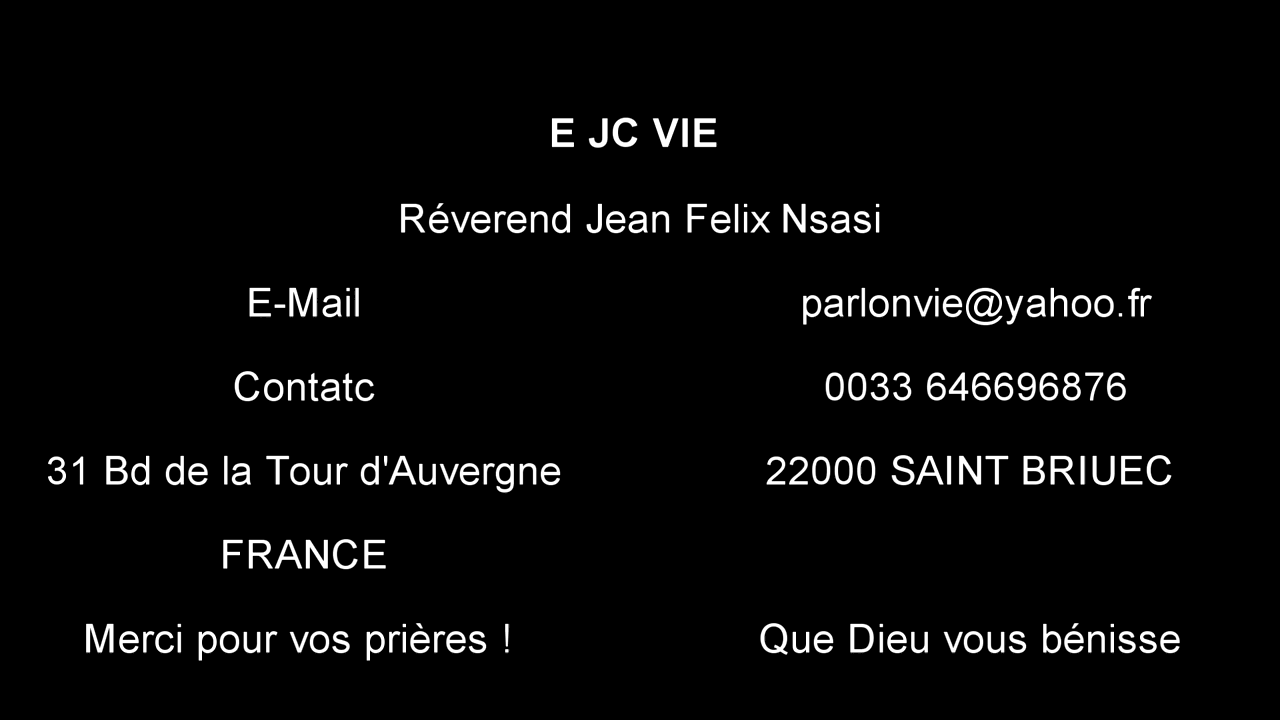 E JC VIE
Réverend Jean Felix Nsasi
E-Mail parlonvie@yahoo.fr
Contatc 0033 646696876
31 Bd de la Tour d'Auvergne 22000 SAINT BRIUEC
FRANCE
Merci pour vos prières ! Que Dieu vous bénisse